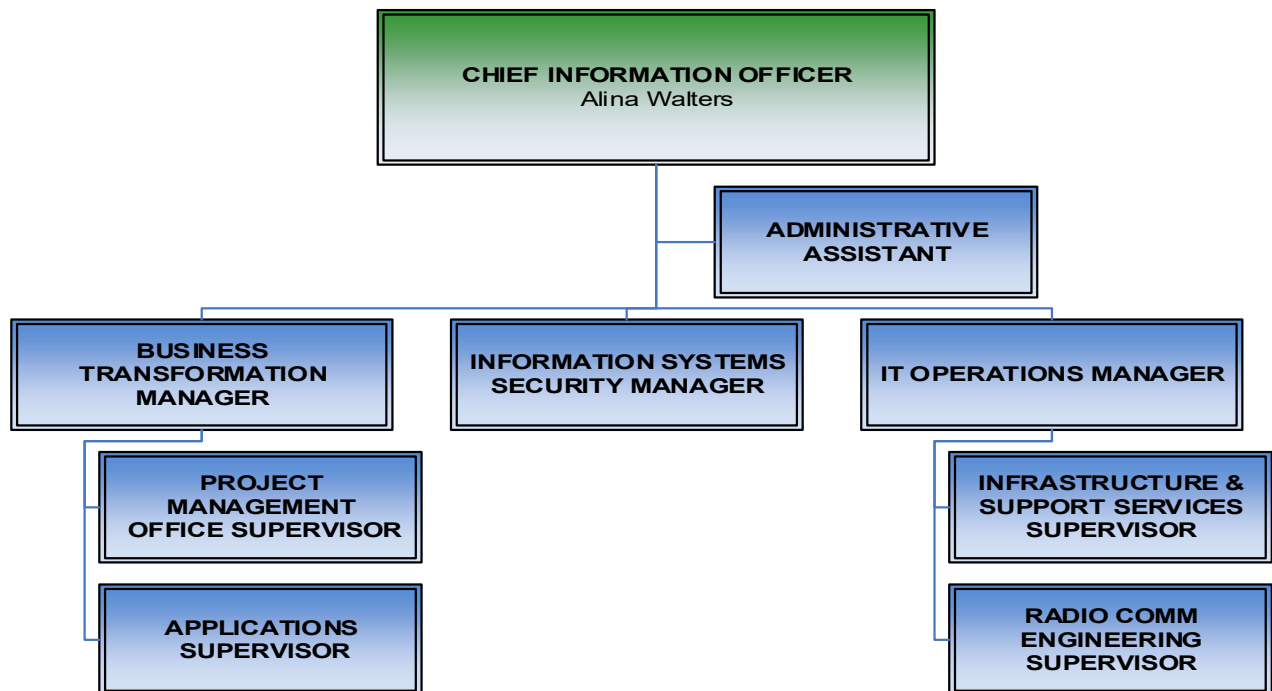 CHIEF INFORMATION OFFICER
Alina Walters
ADMINISTRATIVE
ASSISTANT
BUSINESS
TRANSFORMATION
MANAGER
INFORMATION SYSTEMS
SECURITY MANAGER
IT OPERATIONS MANAGER
PROJECT
MANAGEMENT
OFFICE SUPERVISOR
INFRASTRUCTURE &
SUPPORT SERVICES
SUPERVISOR
APPLICATIONS
SUPERVISOR
RADIO COMM
ENGINEERING
SUPERVISOR